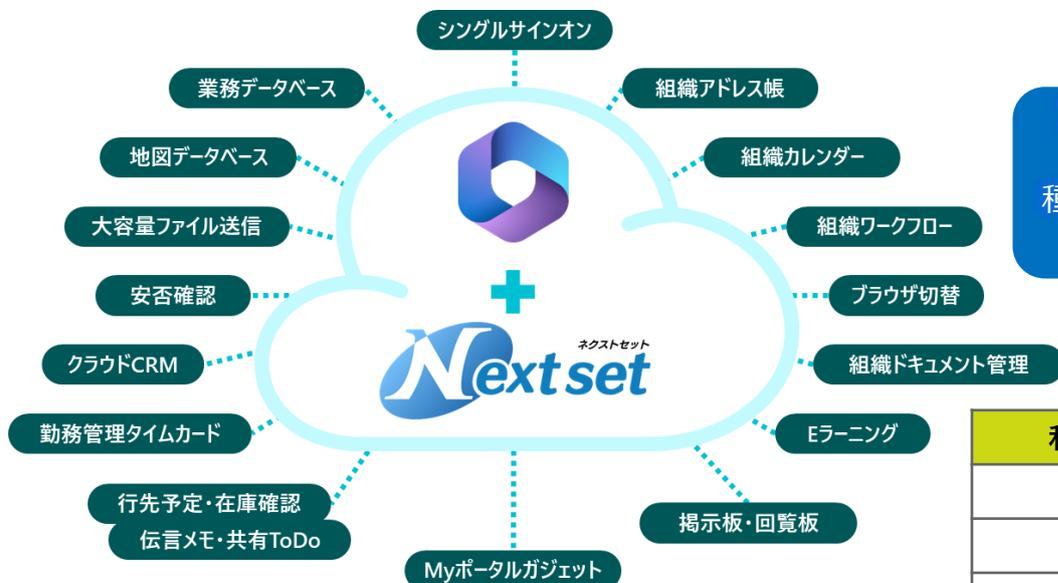 シングルサインオン
業務データベース
組織アドレス帳
地図データベース
組織カレンダー
大容量ファイル送信
組織ワークフロー
種
安否確認
ブラウザ切替
ネクストセット
Nextset
クラウドCRM
組織ドキュメント管理
勤務管理タイムカード
Eラーニング
行先予定・在庫確認
伝言メモ・共有ToDo
掲示板・回覧板
Myポータルガジェット